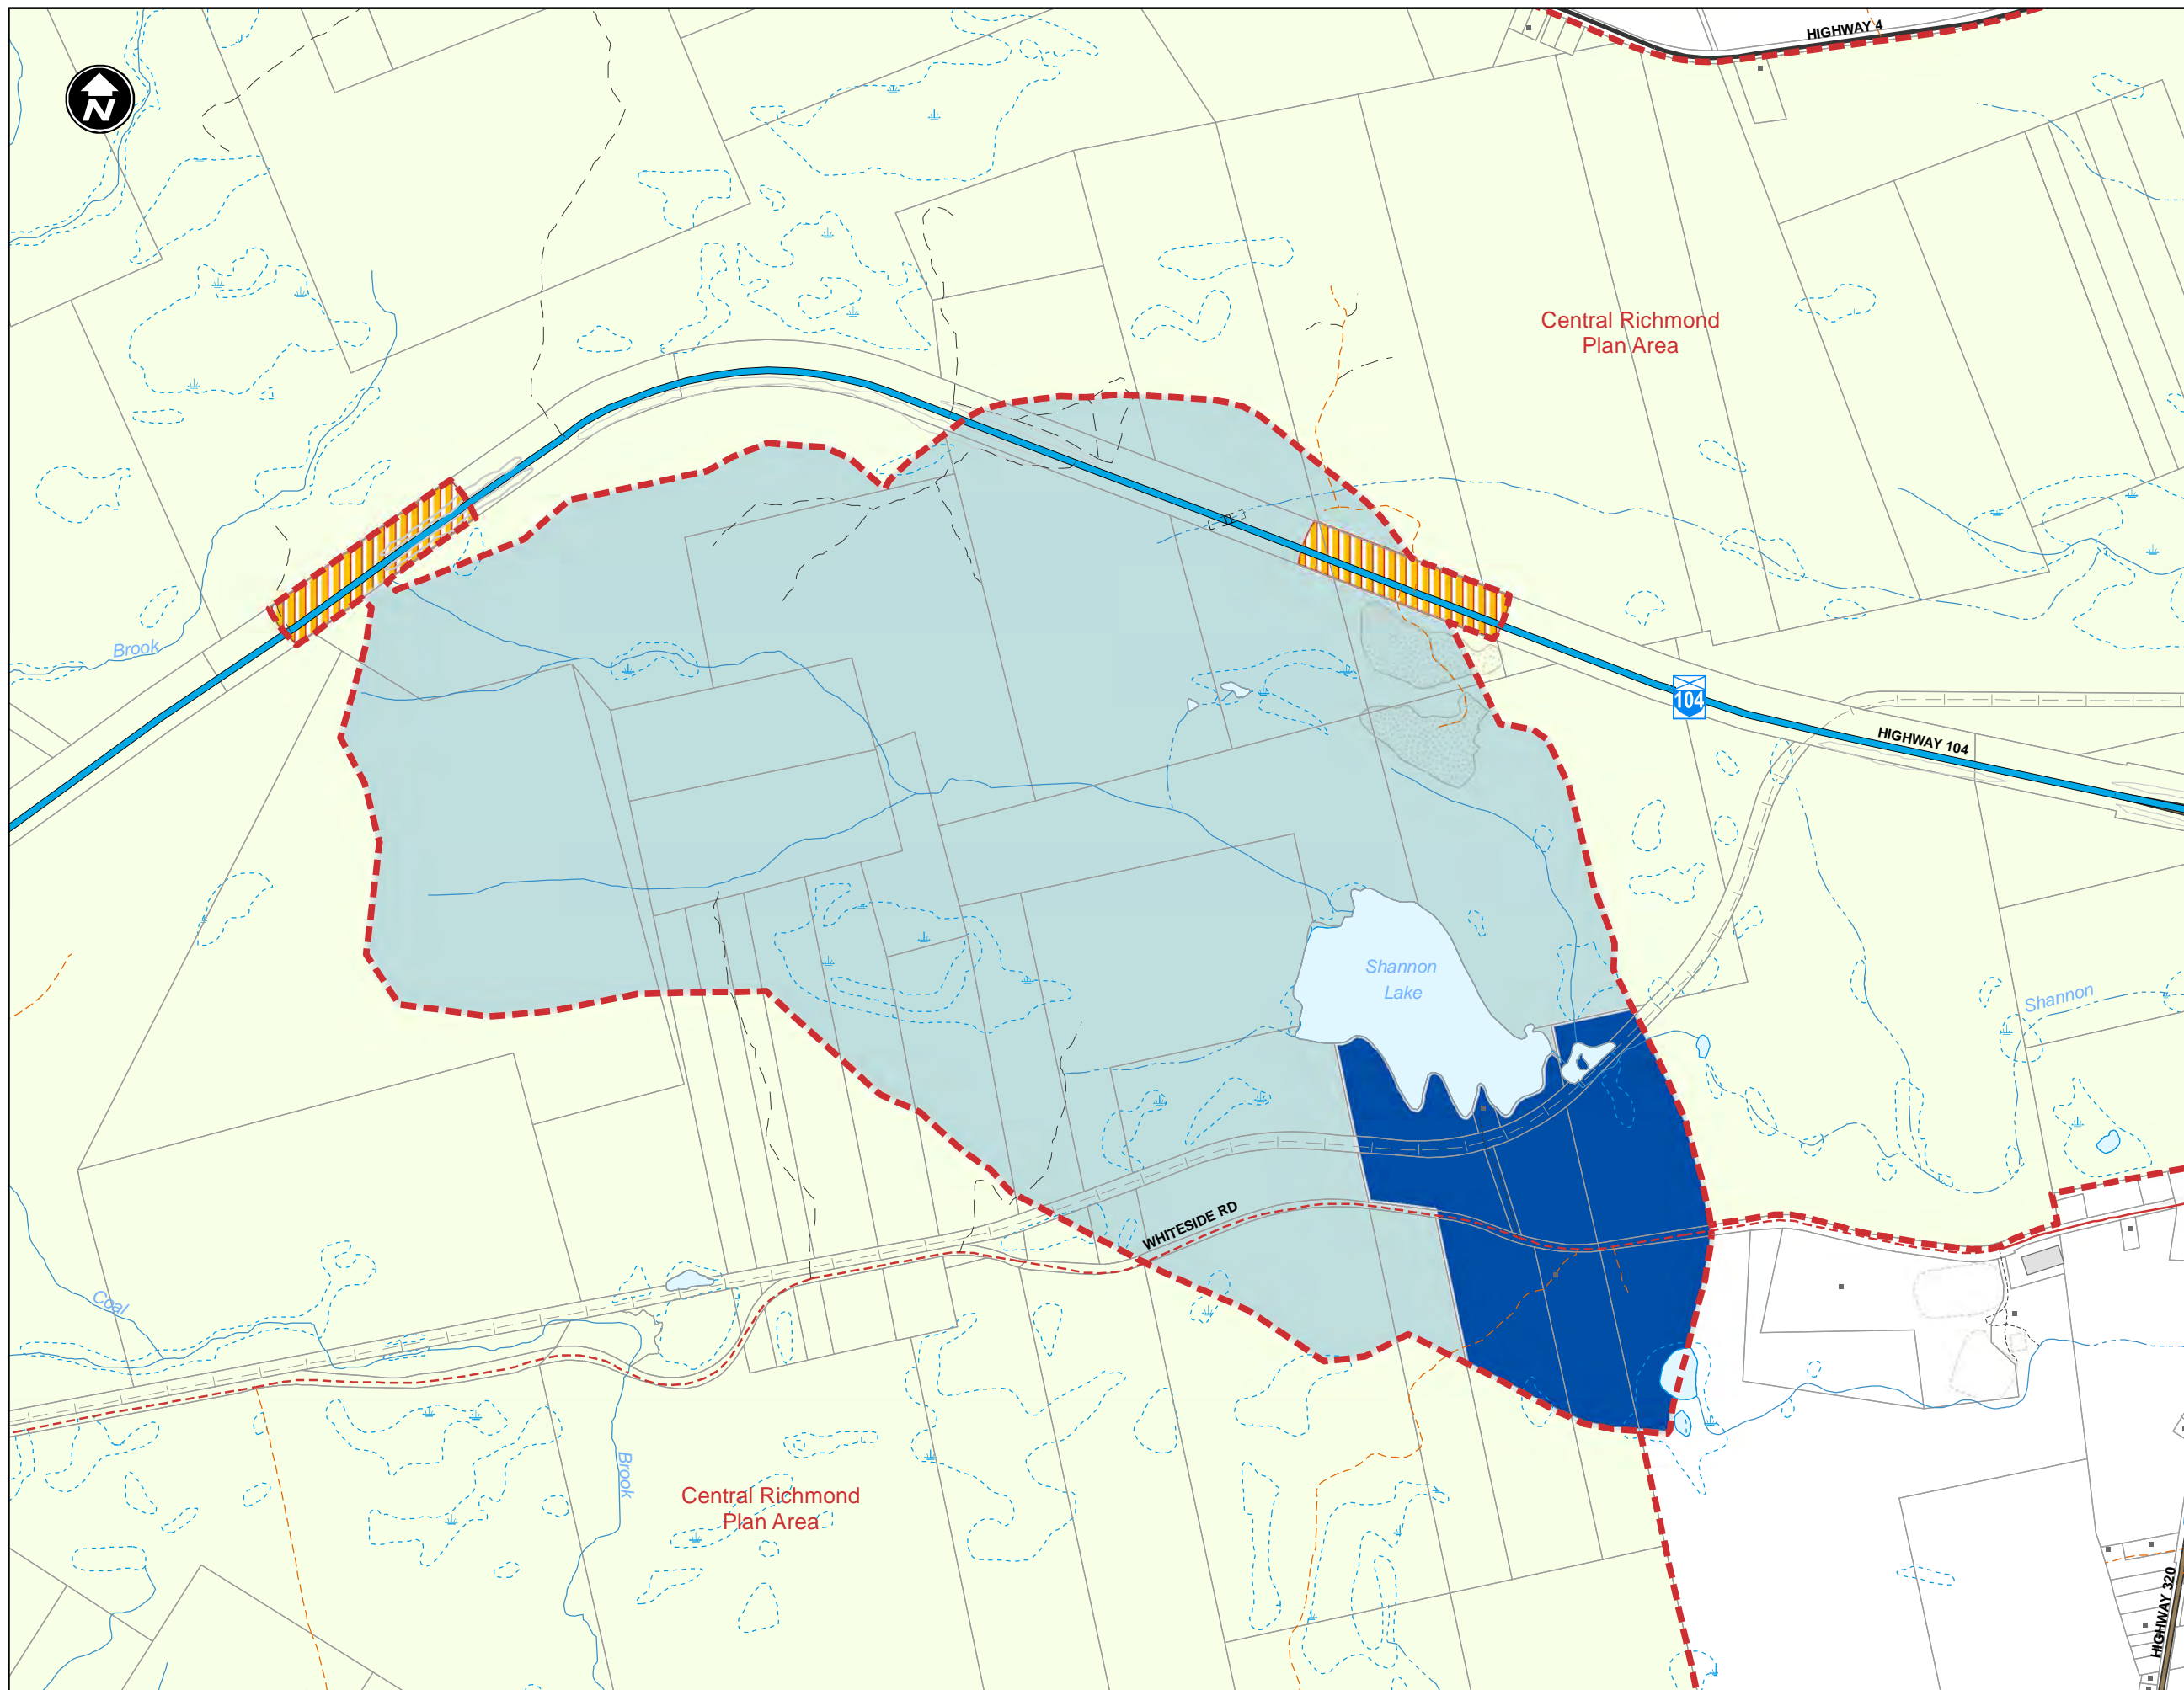 HIGHWAY 4
N
Central Richmond
Plan Area
Brook
104
HIGHWAY 104
Shannon
Lake
Shannon
WHITESIDE RD
Coal
Brook
Central Richmond
Plan Area
HIGHWAY 320